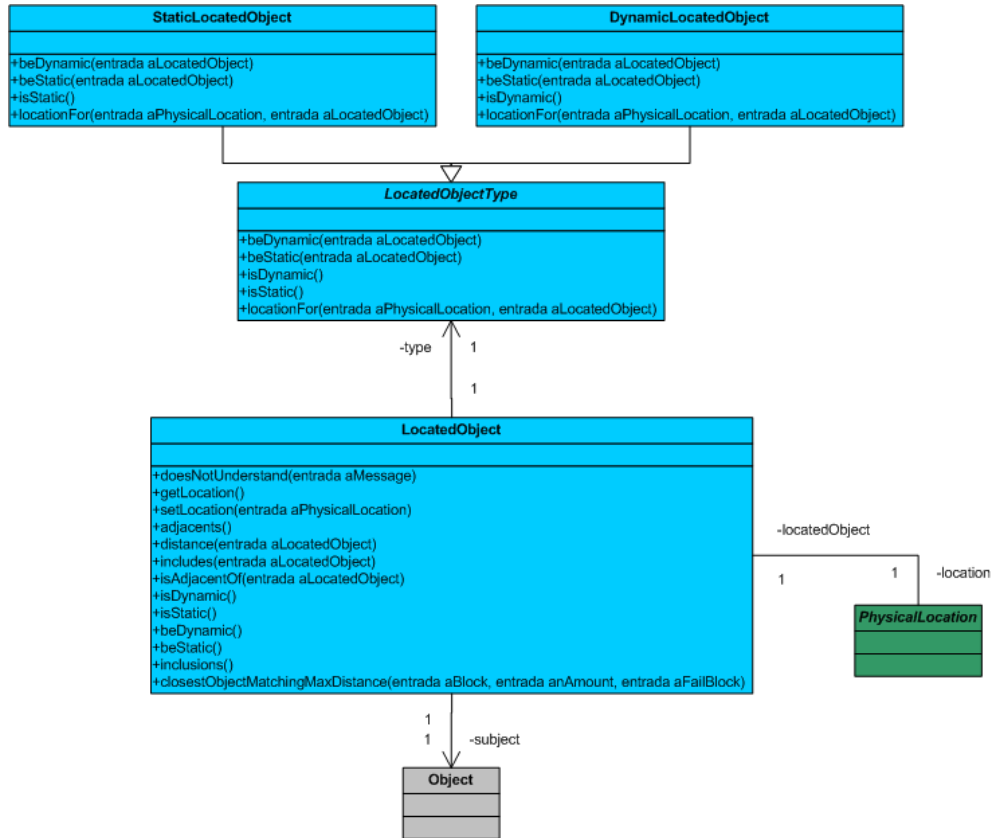 StaticLocatedObject
+beDynamic(entrada aLocatedObject)
+beStatic(entrada aLocatedObject)
+isStatic()
+locationFor(entrada aPhysicalLocation, entrada aLocatedObject)
DynamicLocatedObject
+beDynamic(entrada aLocatedObject)
+beStatic(entrada aLocatedObject)
+isDynamic()
+locationFor(entrada aPhysicalLocation, entrada aLocatedObject)
LocatedObjectType
+beDynamic(entrada aLocatedObject)
+beStatic(entrada aLocatedObject)
+isDynamic()
+isStatic()
+locationFor(entrada aPhysicalLocation, entrada aLocatedObject)
-type
1
1
LocatedObject
+doesNotUnderstand(entrada aMessage)
+getLocation()
+setLocation(entrada aPhysicalLocation)
+adjacents()
+distance(entrada aLocatedObject)
+includes(entrada aLocatedObject)
+isAdjacentOf(entrada aLocatedObject)
+isDynamic()
+isStatic()
+beDynamic()
+beStatic()
+inclusions()
+closestObjectMatchingMaxDistance(entrada aBlock, entrada anAmount, entrada aFailBlock)
-locatedObject
1
1
-location
PhysicalLocation
1
1
-subject
Object